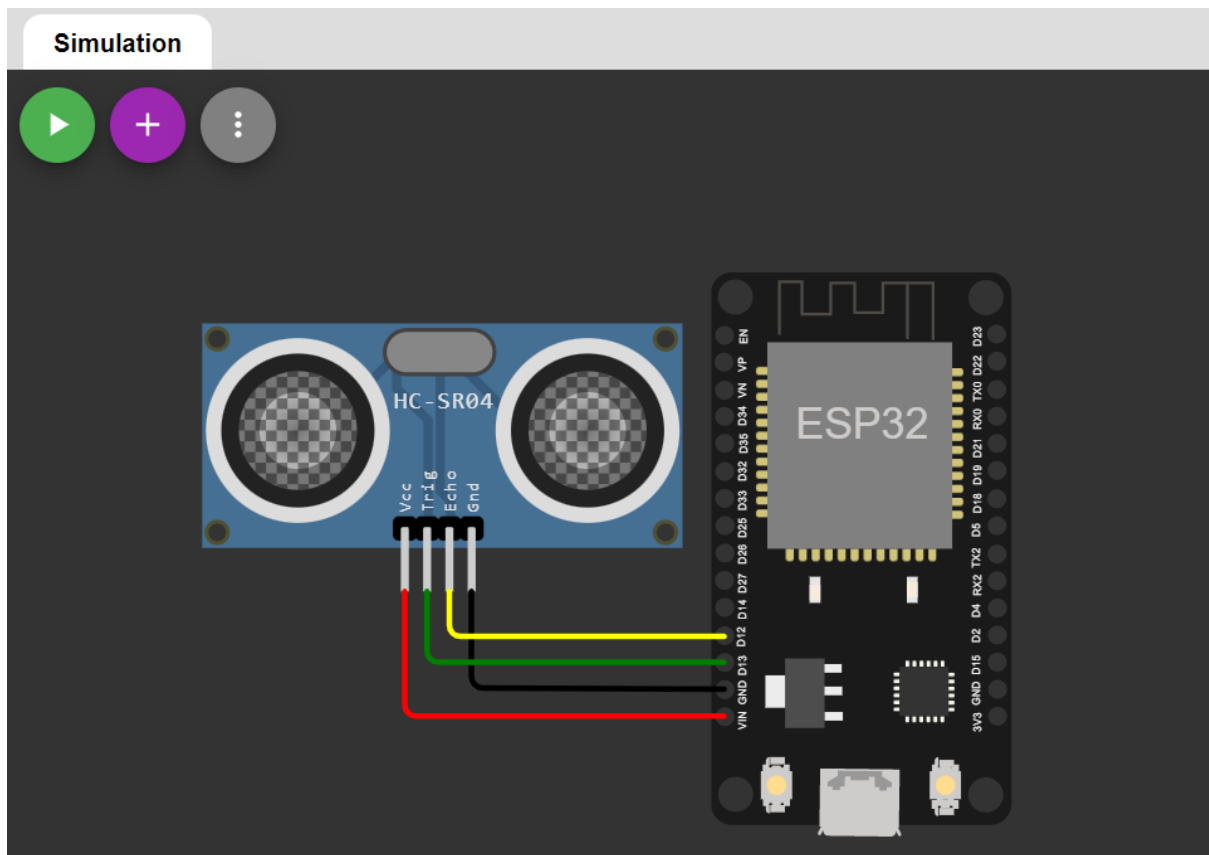 Simulation
HC-SR04
Vcc
Trig
Echo
Gnd
ESP32
EN
VP
VN
D34
D35
D32
D33
D25
D26
D27
D14
D12
D13
GND
VIN
D23
D22
TX0
RX0
D21
D19
D18
D5
TX2
RX2
D4
D2
D15
GND
3V3